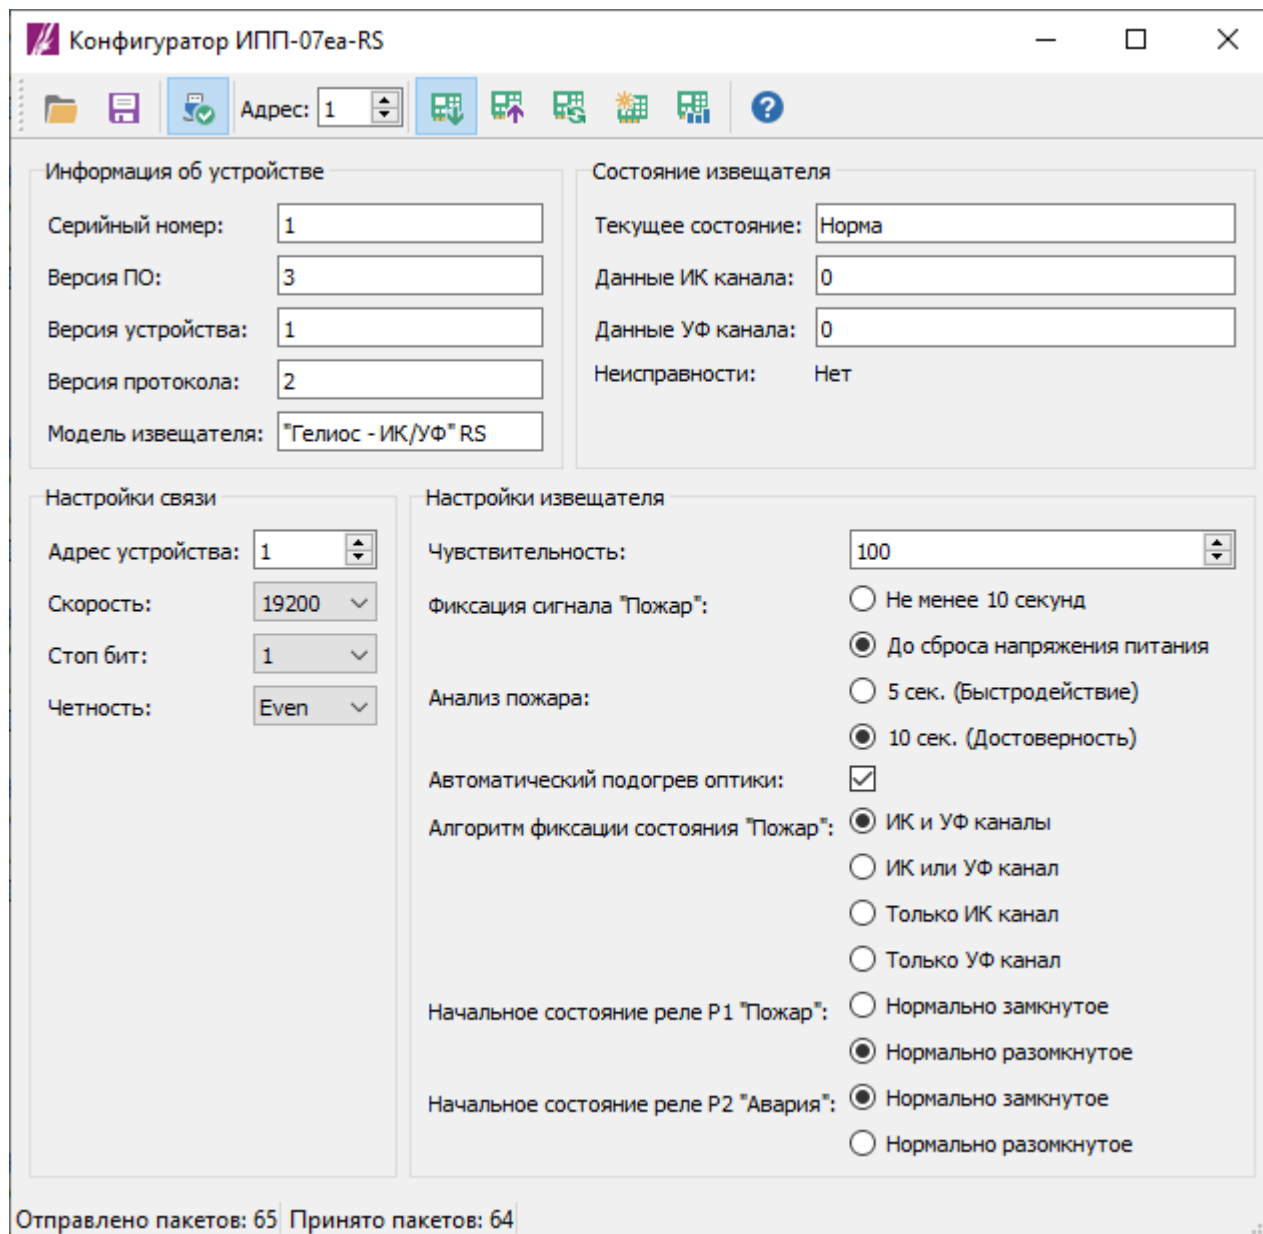 Конфигуратор ИПП-07ea-RS
Адрес: 1
Информация об устройстве
Серийный номер: 1
Версия ПО: 3
Версия устройства: 1
Версия протокола: 2
Модель извещателя: "Гелиос - ИК/УФ" RS
Состояние извещателя
Текущее состояние: Норма
Данные ИК канала: 0
Данные УФ канала: 0
Неисправности: Нет
Настройки связи
Адрес устройства: 1
Скорость: 19200
Стоп бит: 1
Четность: Even
Настройки извещателя
Чувствительность: 100
Фиксация сигнала "Пожар": Не менее 10 секунд
До сброса напряжения питания
Анализ пожара: 5 сек. (Быстродействие)
10 сек. (Достоверность)
Автоматический подогрев оптики:
Алгоритм фиксации состояния "Пожар": ИК и УФ каналы
ИК или УФ канал
Только ИК канал
Только УФ канал
Начальное состояние реле Р1 "Пожар": Нормально замкнутое
Нормально разомкнутое
Начальное состояние реле Р2 "Авария": Нормально замкнутое
Нормально разомкнутое
Отправлено пакетов: 65 Принято пакетов: 64